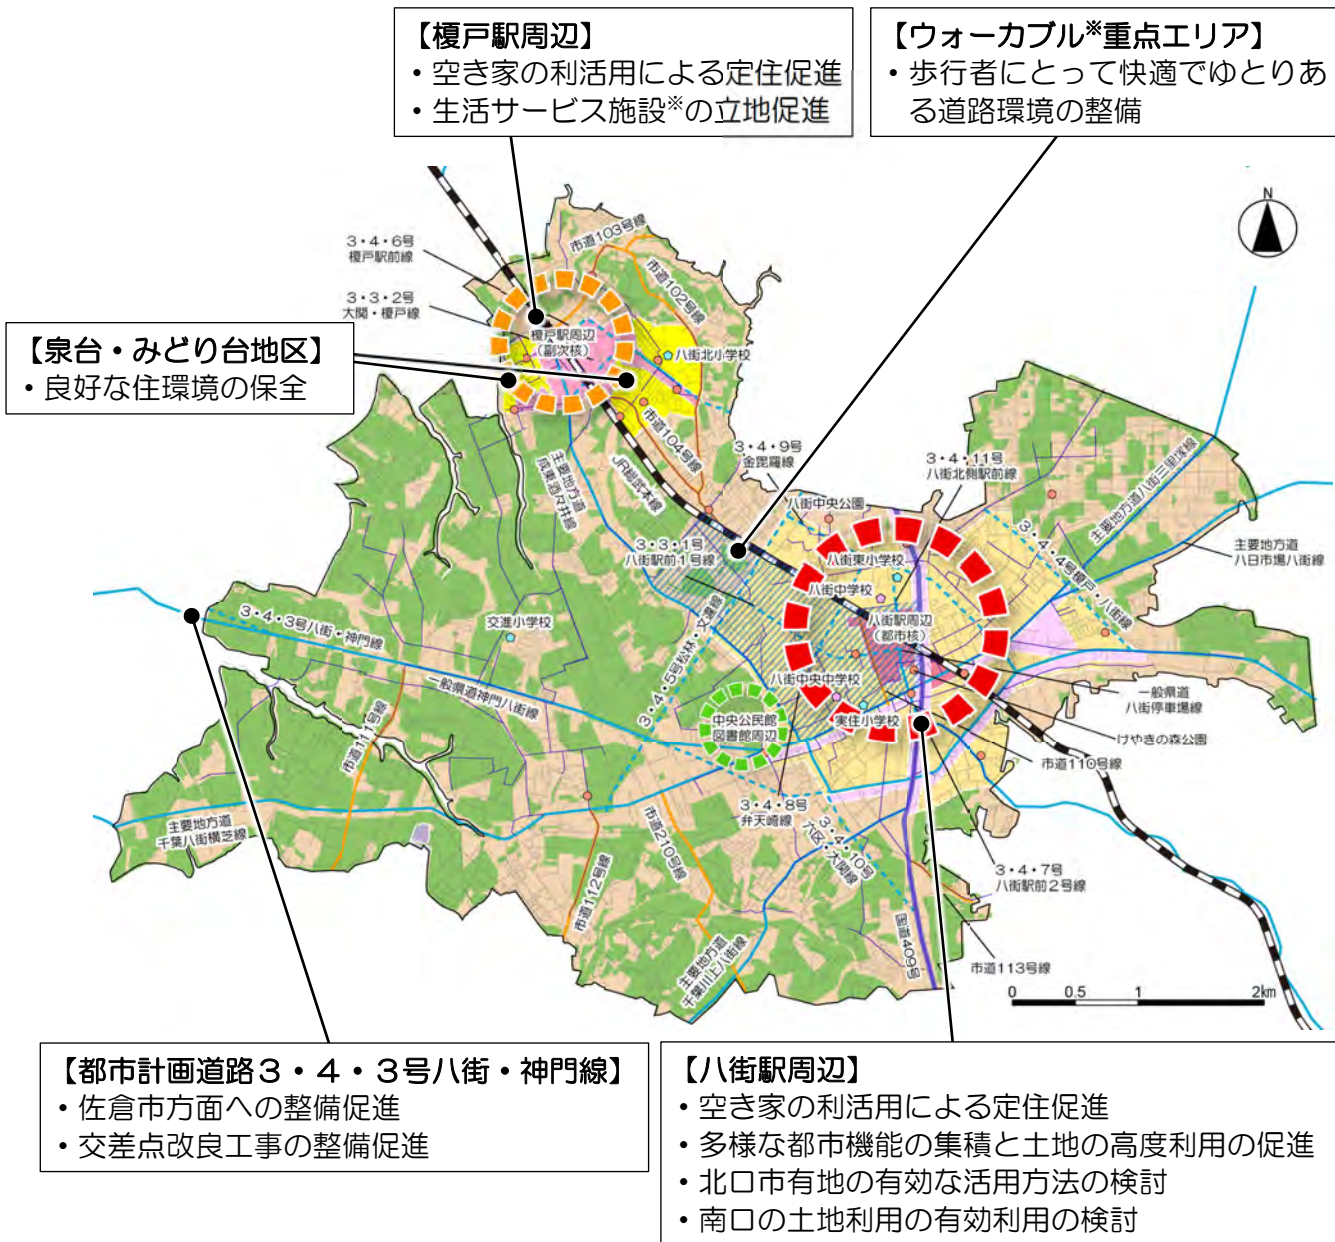 【榎戸駅周辺】
・空き家の利活用による定住促進
・生活サービス施設※の立地促進
【ウォーカブル※重点エリア】
・歩行者にとって快適でゆとりあ
る道路環境の整備
N
3・4・6号
榎戸駅前線
市道103号線
市道102号線
3・3・2号
大関・榎戸線
榎戸駅周辺
（副次核）
八街北小学校
【泉台・みどり台地区】
・良好な住環境の保全
市道104号線
主要地方道
成東酒々井線
JR総武本線
3・4・9号
金毘羅線
3・4・11号
八街北側駅前線
主要地方道八街三里塚線
八街中央公園
3・3・1号
八街駅前1号線
八街東小学校
3・4・4号榎戸・八街線
主要地方道
八日市場八街線
八街中学校
3・4・3号八街・神門線
交進小学校
八街駅周辺
（都市核）
3・4・5号松林・文違線
一般県道神門八街線
八街中央中学校
一般県道
八街停車場線
中央公民館
図書館周辺
実住小学校
けやきの森公園
市道111号線
市道110号線
3・4・8号
弁天崎線
主要地方道
千葉八街横芝線
市道210号線
3・4・10号
六区・大関線
3・4・7号
八街駅前2号線
市道112号線
国道409号
主要地方道
千葉川上八街線
市道113号線
0 0.5 1 2km
【都市計画道路３・４・３号八街・神門線】
・佐倉市方面への整備促進
・交差点改良工事の整備促進
【八街駅周辺】
・空き家の利活用による定住促進
・多様な都市機能の集積と土地の高度利用の促進
・北口市有地の有効な活用方法の検討
・南口の土地利用の有効利用の検討